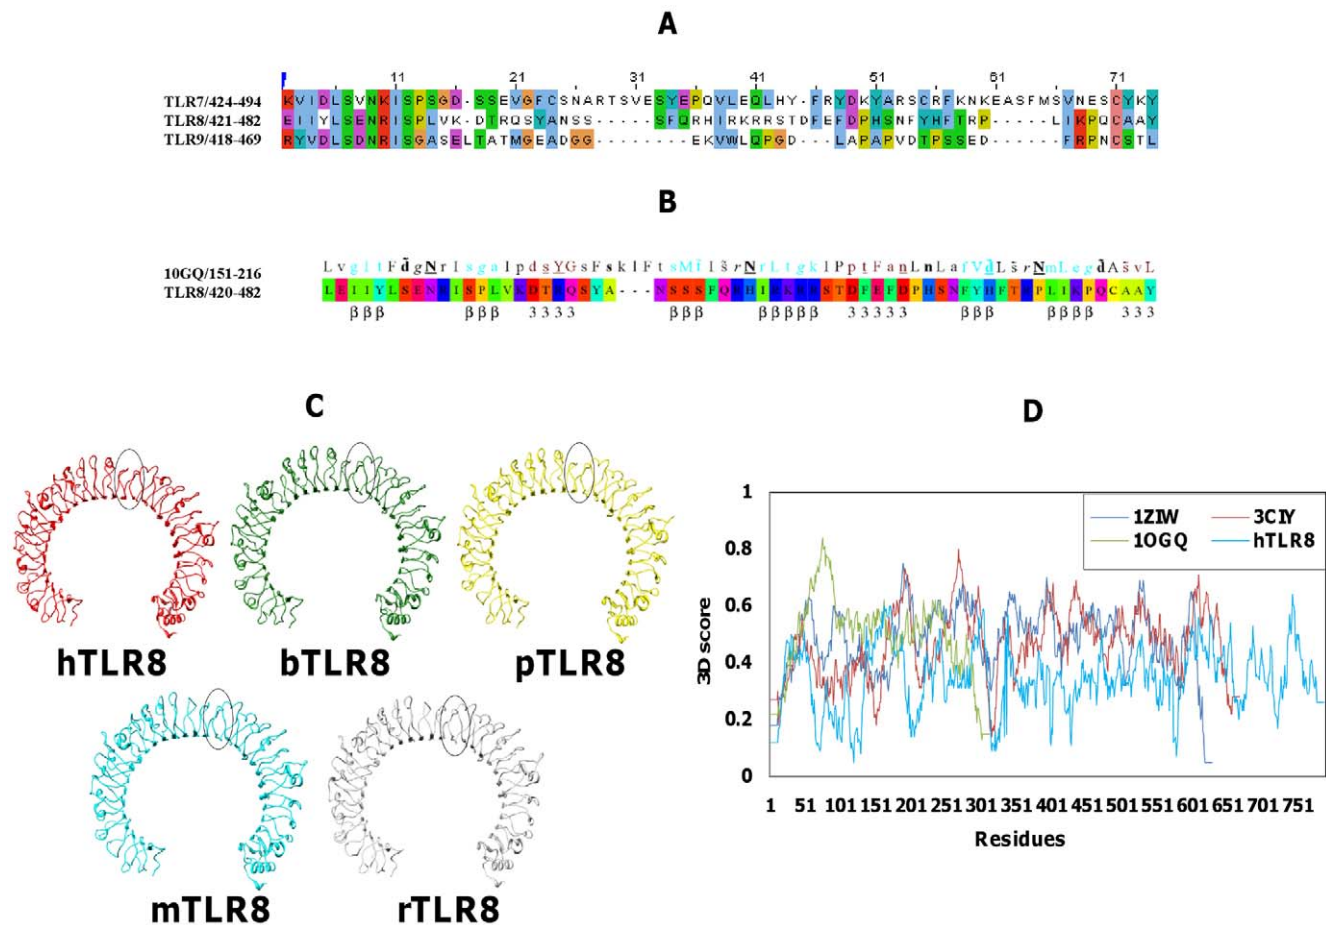 A
11 21 31 41 51 61 71
TLR7/424-494 KVIDLSVNKISPSGD-SSEVGFCSNARTSVESYEPQVLEQLHY-FRYDKYARSCRFKNKEASFMSVNESCYKY
TLR8/421-482 EIIYLSENRISPLVK-DTRQSYANSS-----SFQRHIRKRRSTDFEFDPHSNFYHFTRP-----LIKPQCAAY
TLR9/418-469 RYVDLSDNRISGASELTATMGEADGG--------EKVWLQPGD---LAPAPVDTPSSED------FRPNCSTL
B
10GQ/151-216
TLR8/420-482 LEIIYLSENRISPLVKDTRQSYA---NSSSFQRHIRKRRSTDFEFDPHSNFYHFTRPLIKPQCAAY
βββ βββ 3333 βββ βββββ 33333 βββ ββββ 333
C
D
hTLR8 bTLR8 pTLR8
mTLR8 rTLR8
1ZIW 3CIY
1OGQ hTLR8
1
0.8
0.6
0.4
0.2
0
3D score
1 51 101 151 201 251 301 351 401 451 501 551 601 651 701 751
Residues